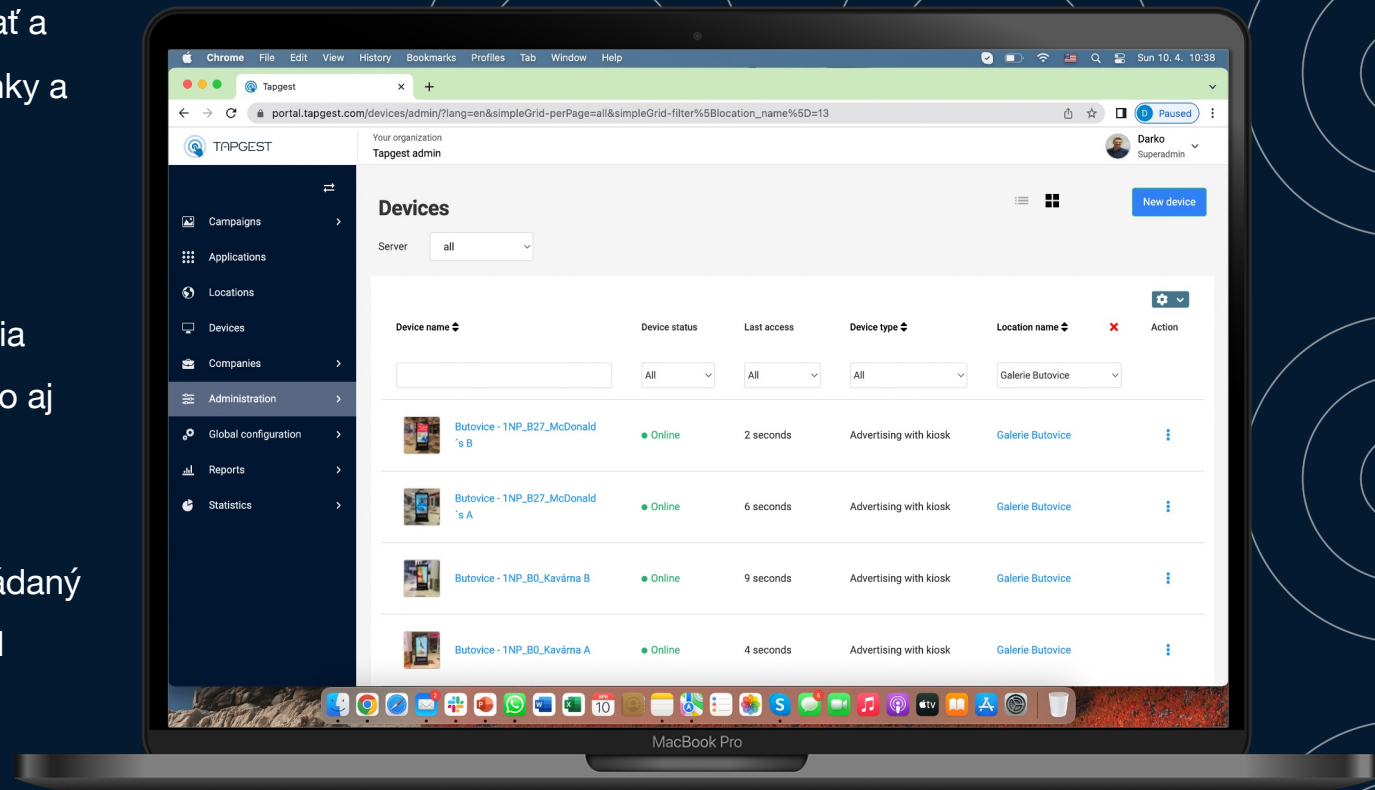 ať a
nky a
ia
o aj
ádaný
Chrome File Edit View History Bookmarks Profiles Tab Window Help
Sun 10. 4. 10:38
Tapgest
portal.tapgest.com/devices/admin/?lang=en&simpleGrid-perPage=all&simpleGrid-filter%5Blocation_name%5D=13
D Paused
TAPGEST
Your organization
Tapgest admin
Darko
Superadmin
Campaigns
Applications
Locations
Devices
Companies
Administration
Global configuration
Reports
Statistics
Devices
New device
Server all
Device name Device status Last access Device type Location name Action
All All All Galerie Butovice
Butovice - 1NP_B27_McDonald
´s B
Online 2 seconds Advertising with kiosk Galerie Butovice
Butovice - 1NP_B27_McDonald
´s A
Online 6 seconds Advertising with kiosk Galerie Butovice
Butovice - 1NP_B0_Kavárna B Online 9 seconds Advertising with kiosk Galerie Butovice
Butovice - 1NP_B0_Kavárna A Online 4 seconds Advertising with kiosk Galerie Butovice
APR
10
tv
MacBook Pro